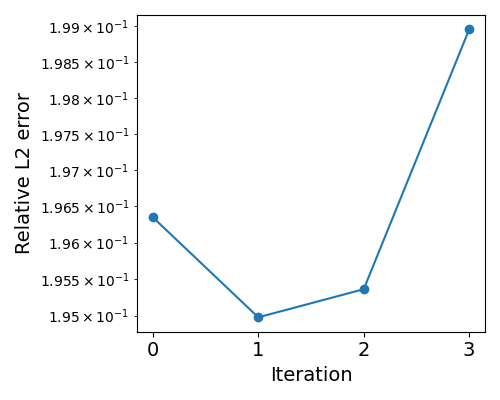 Relative L2 error
1.99 × 10⁻¹
1.985 × 10⁻¹
1.98 × 10⁻¹
1.975 × 10⁻¹
1.97 × 10⁻¹
1.965 × 10⁻¹
1.96 × 10⁻¹
1.955 × 10⁻¹
1.95 × 10⁻¹
0 1 2 3
Iteration